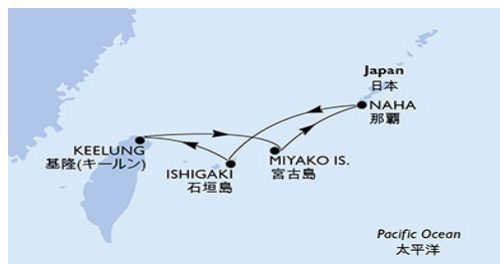 Japan
日本
NAHA
那覇
KEELUNG
基隆(キールン)
ISHIGAKI
石垣島
MIYAKO IS.
宮古島
Pacific Ocean
太平洋